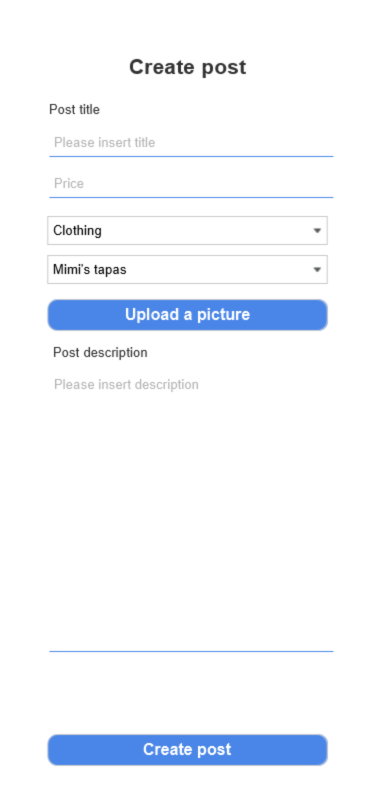 Create post
Post title
Please insert title
Price
Clothing
Mimi's tapas
Upload a picture
Post description
Please insert description
Create post